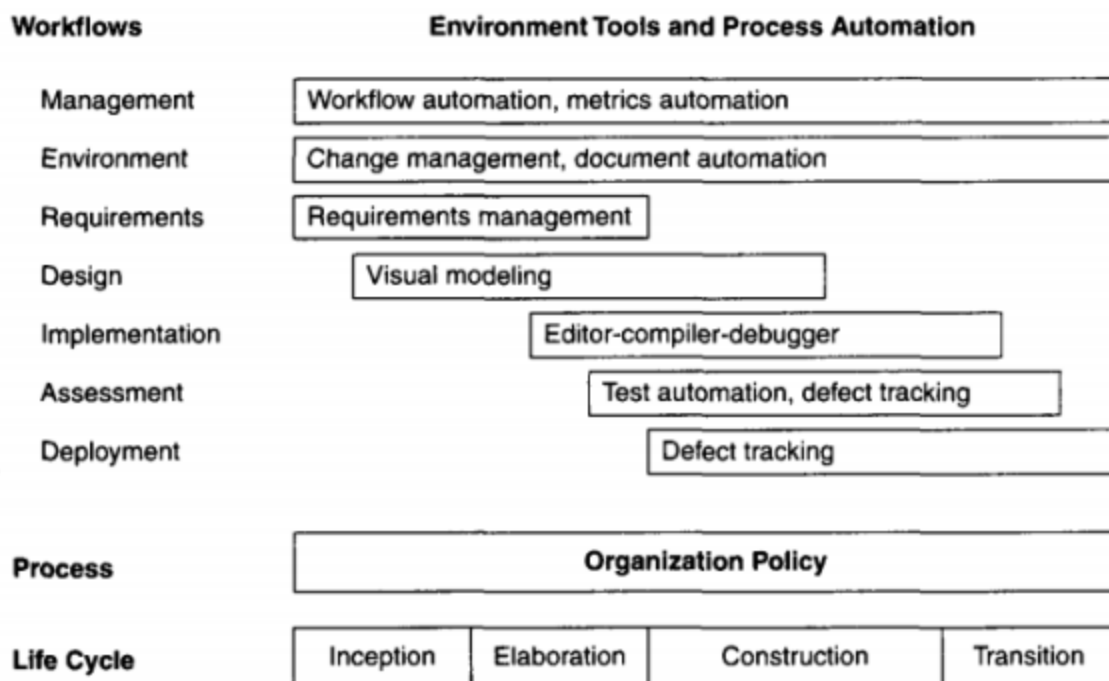 Workflows Environment Tools and Process Automation
Management Workflow automation, metrics automation
Environment Change management, document automation
Requirements Requirements management
Design Visual modeling
Implementation Editor-compiler-debugger
Assessment Test automation, defect tracking
Deployment Defect tracking
Process Organization Policy
Life Cycle Inception Elaboration Construction Transition